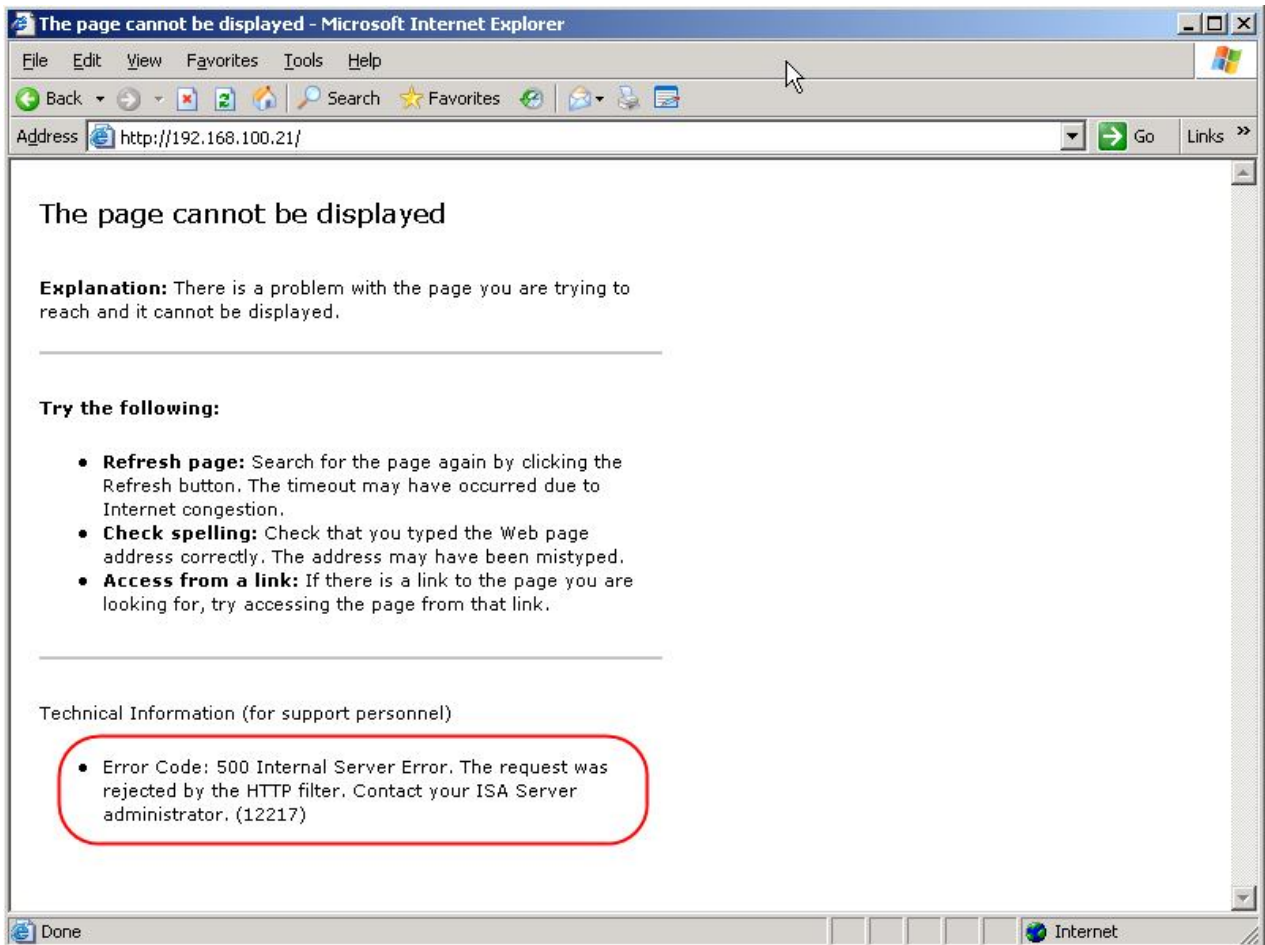 The page cannot be displayed - Microsoft Internet Explorer
File Edit View Favorites Tools Help
Back Search Favorites
Address http://192.168.100.21/ Go Links »
The page cannot be displayed
Explanation: There is a problem with the page you are trying to
reach and it cannot be displayed.
Try the following:
• Refresh page: Search for the page again by clicking the
Refresh button. The timeout may have occurred due to
Internet congestion.
• Check spelling: Check that you typed the Web page
address correctly. The address may have been mistyped.
• Access from a link: If there is a link to the page you are
looking for, try accessing the page from that link.
Technical Information (for support personnel)
• Error Code: 500 Internal Server Error. The request was
rejected by the HTTP filter. Contact your ISA Server
administrator. (12217)
Done Internet